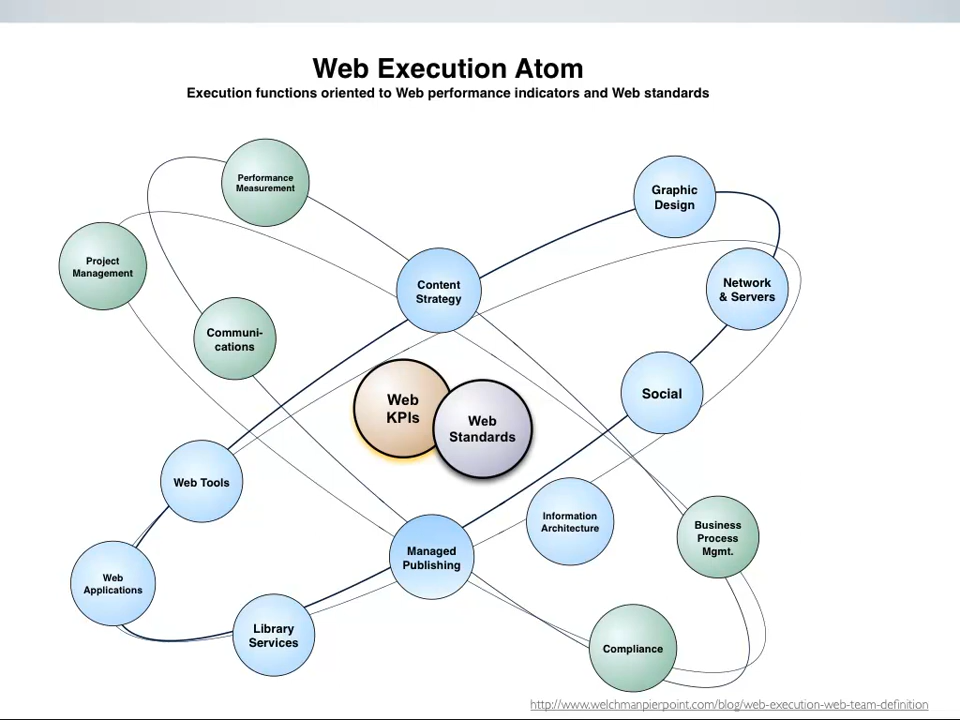 Web Execution Atom
Execution functions oriented to Web performance indicators and Web standards
Performance
Measurement
Graphic
Design
Project
Management
Content
Strategy
Network
& Servers
Communi-
cations
Web
KPIs
Social
Web
Standards
Web Tools
Information
Architecture
Business
Process
Mgmt.
Managed
Publishing
Web
Applications
Library
Services
Compliance
http://www.welchmanpierpoint.com/blog/web-execution-web-team-definition